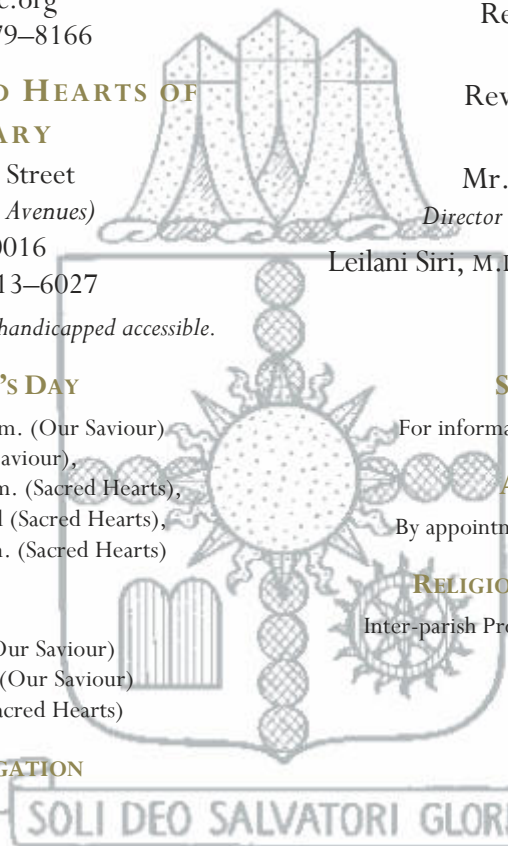 c.org
79–8166
D HEARTS OF
ARY
Street
Avenues)
0016
13–6027
handicapped accessible.
'S DAY
m. (Our Saviour)
aviour),
m. (Sacred Hearts),
l (Sacred Hearts),
n. (Sacred Hearts)
Our Saviour)
(Our Saviour)
acred Hearts)
GATION
Re
Rev
Mr.
Director
Leilani Siri, M.
S
For informa
A
By appointm
RELIGIO
Inter-parish Pr
SOLI DEO SALVATORI GLOR